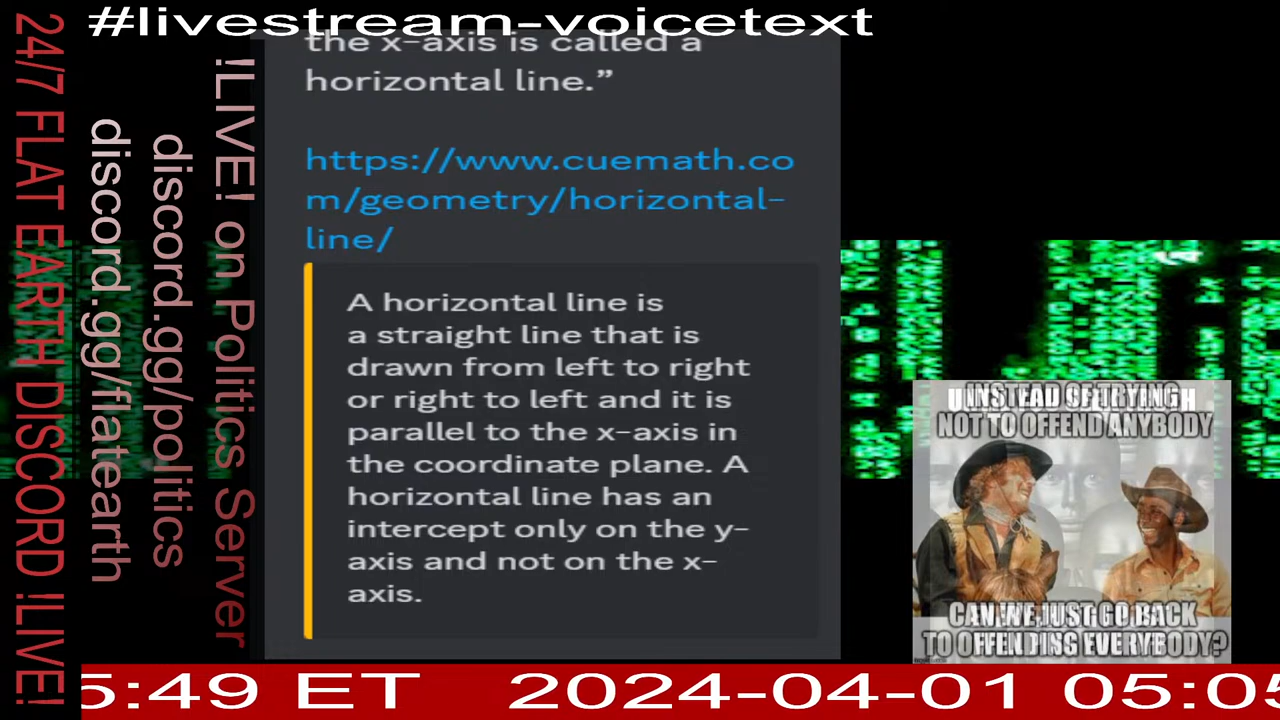 #livestream-voicetext
24/7 FLAT EARTH DISCORD !LIVE!
discord.gg/flatearth
discord.gg/politics
!LIVE! on Politics Server
the x-axis is called a
horizontal line.”
https://www.cuemath.co
m/geometry/horizontal-
line/
A horizontal line is
a straight line that is
drawn from left to right
or right to left and it is
parallel to the x-axis in
the coordinate plane. A
horizontal line has an
intercept only on the y-
axis and not on the x-
axis.
INSTEAD OF TRYING
NOT TO OFFEND ANYBODY
CAN WE JUST GO BACK
TO OFFENDING EVERYBODY?
5:49 ET 2024-04-01 05:05